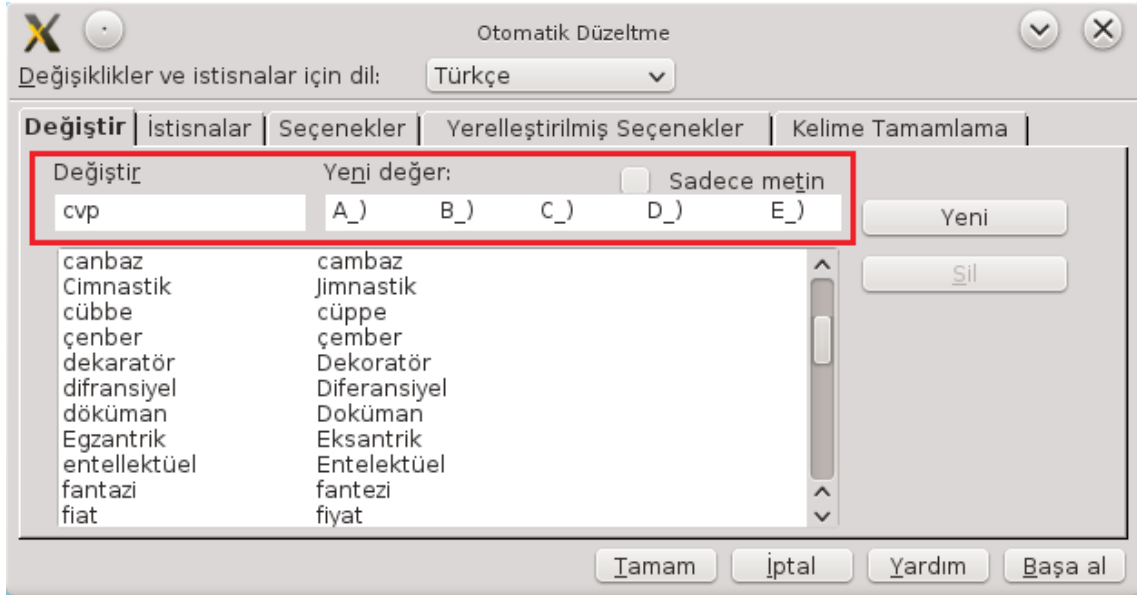 Otomatik Düzeltme
Değişiklikler ve istisnalar için dil: Türkçe
Değiştir İstisnalar Seçenekler Yerelleştirilmiş Seçenekler Kelime Tamamlama
Değiştir Yeni değer: Sadece metin
cvp A_) B_) C_) D_) E_) Yeni
canbaz cambaz
Sil
Cimnastik Jimnastik
cübbe cüppe
çenber çember
dekaratör Dekoratör
difransiyel Diferansiyel
döküman Doküman
Egzantrik Eksantrik
entellektüel Entelektüel
fantazi fantezi
fiat fiyat
Tamam İptal Yardım Başa al